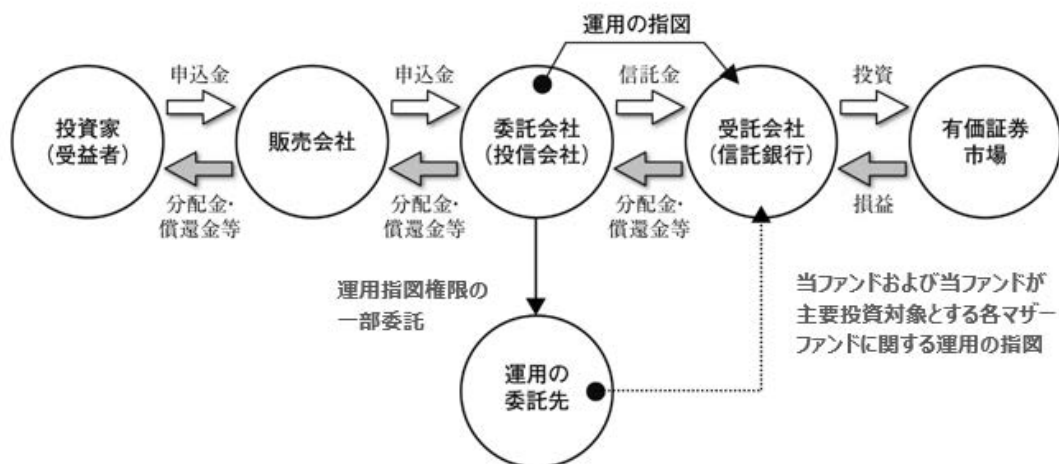 運用の指図
申込金
申込金
信託金
投資
投資家
(受益者)
販売会社
委託会社
(投信会社)
受託会社
(信託銀行)
有価証券
市場
分配金・
償還金等
分配金・
償還金等
分配金・
償還金等
損益
運用指図権限の
一部委託
当ファンドおよび当ファンドが
主要投資対象とする各マザー
ファンドに関する運用の指図
運用の
委託先